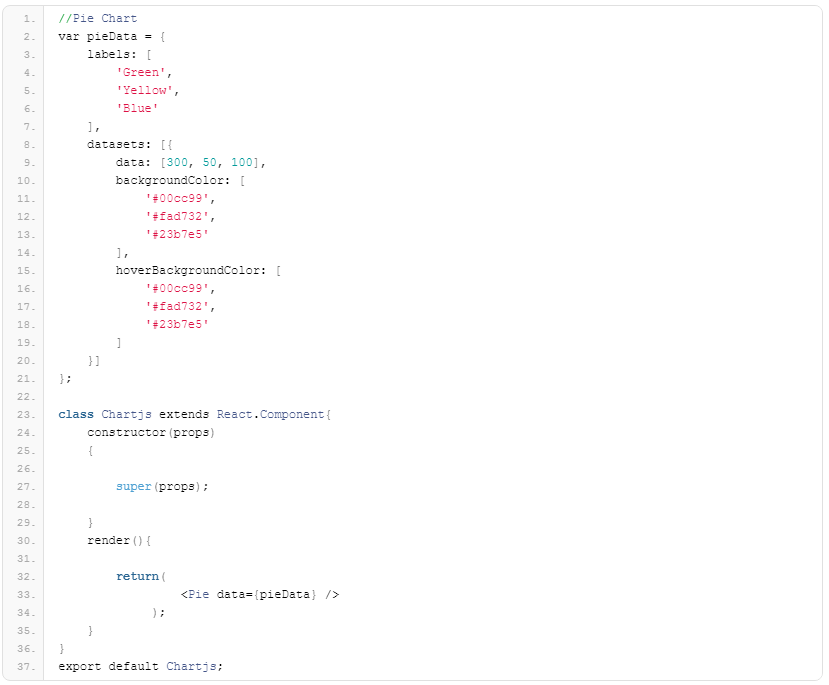 1. //Pie Chart
2. var pieData = {
3.     labels: [
4.         'Green',
5.         'Yellow',
6.         'Blue'
7.     ],
8.     datasets: [{
9.         data: [300, 50, 100],
10.         backgroundColor: [
11.             '#00cc99',
12.             '#fad732',
13.             '#23b7e5'
14.         ],
15.         hoverBackgroundColor: [
16.             '#00cc99',
17.             '#fad732',
18.             '#23b7e5'
19.         ]
20.     }]
21. };
22.
23. class Chartjs extends React.Component{
24.     constructor(props)
25.     {
26.
27.         super(props);
28.
29.     }
30.     render(){
31.
32.         return(
33.                  <Pie data={pieData} />
34.              );
35.     }
36. }
37. export default Chartjs;